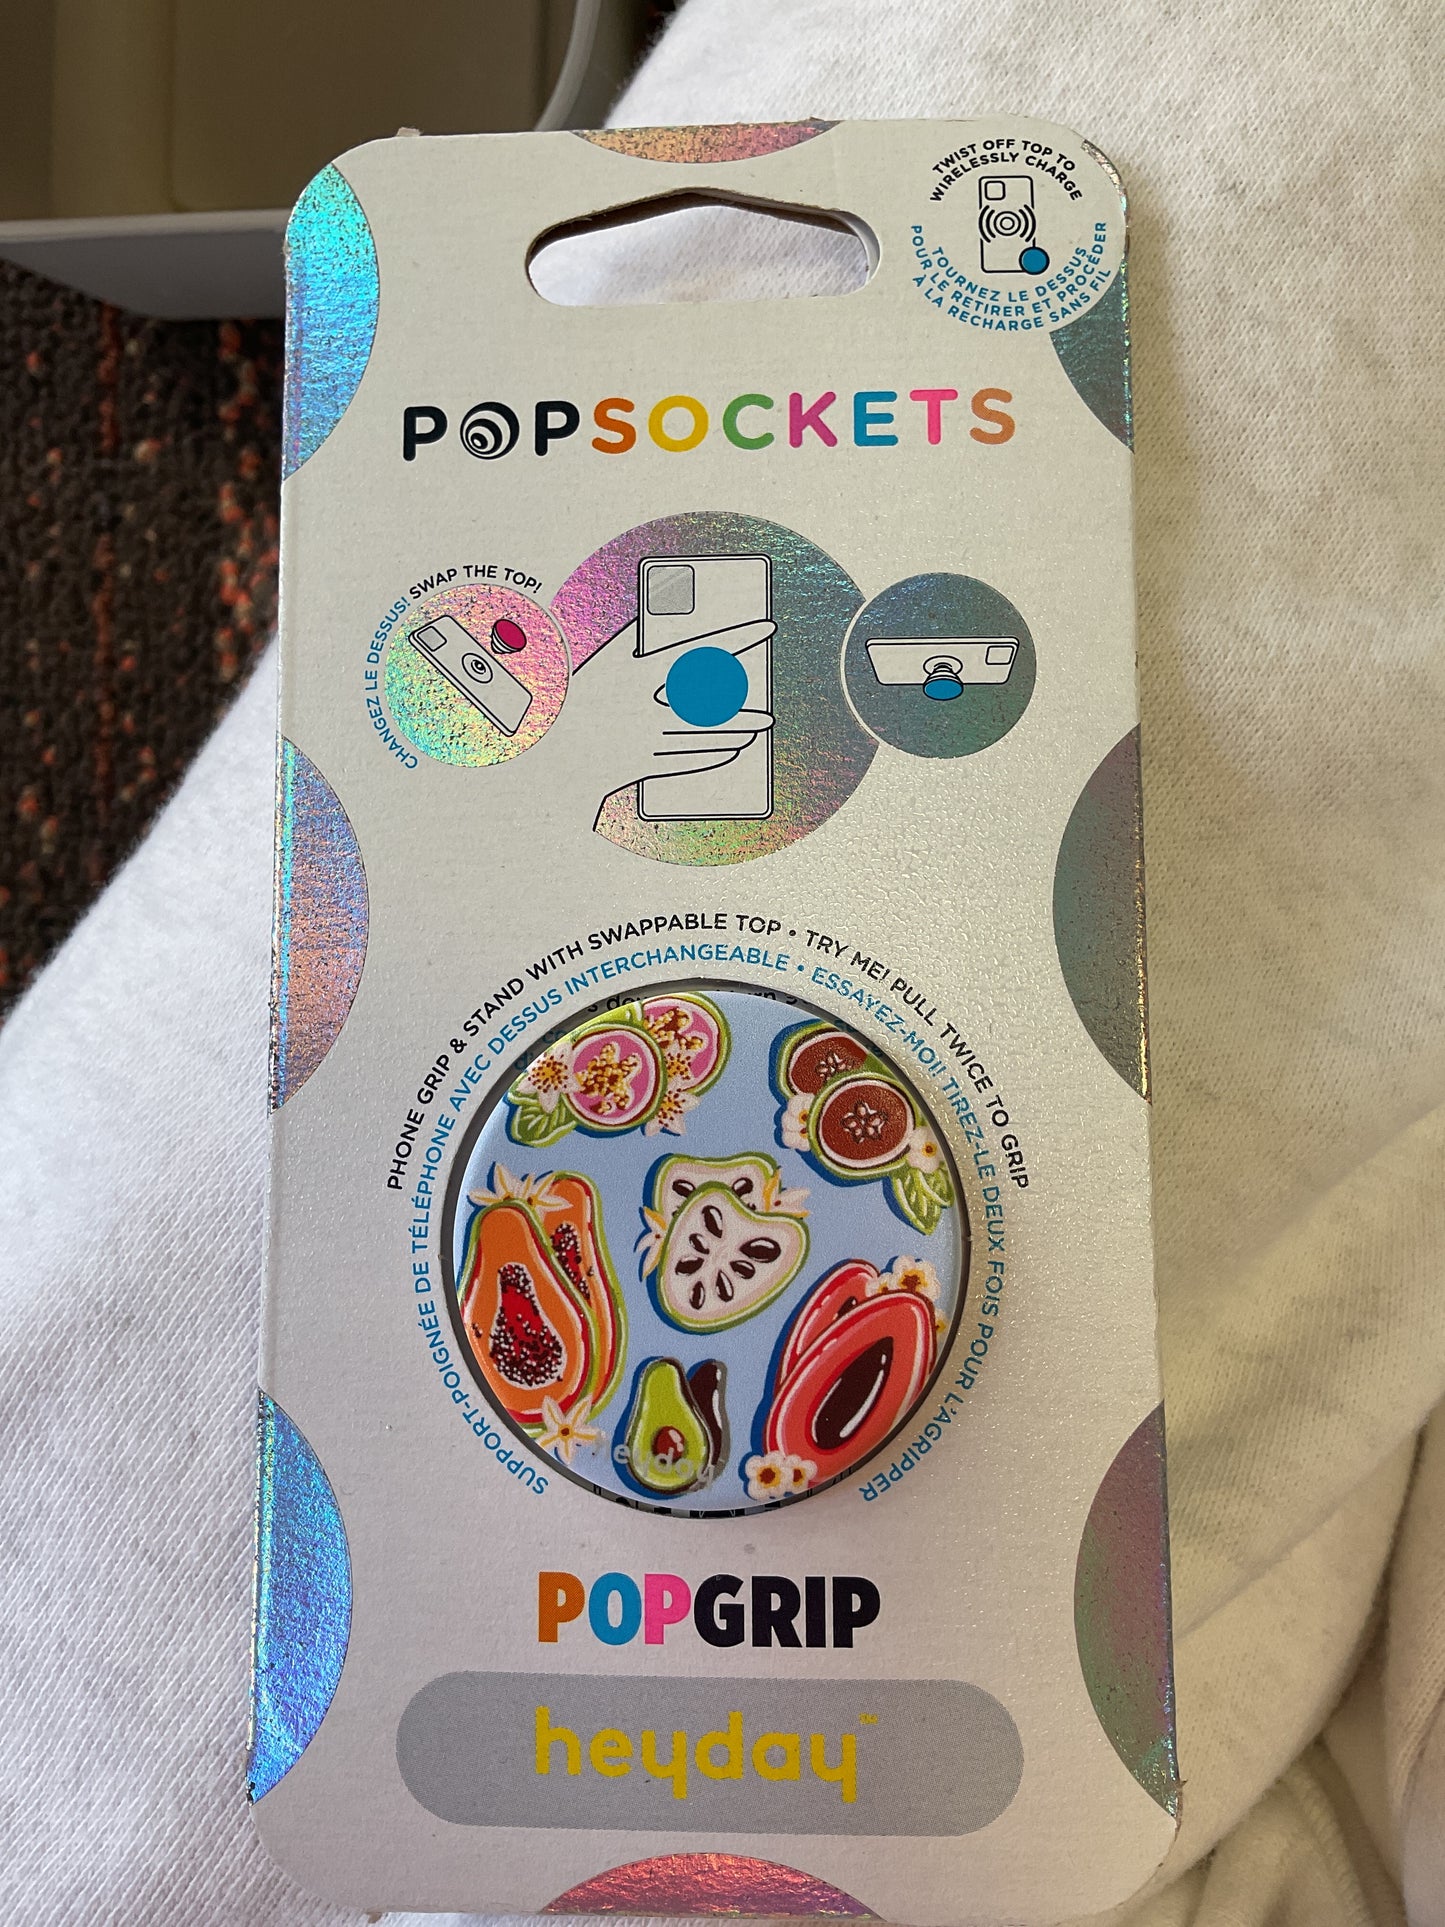 TWIST OFF TOP TO
WIRELESSLY CHARGE
TOURNEZ LE DESSUS
POUR LE RETIRER ET PROCÉDER
À LA RECHARGE SANS FIL
POPSOCKETS
CHANGEZ LE DESSUS! SWAP THE TOP!
PHONE GRIP & STAND WITH SWAPPABLE TOP • TRY ME! PULL TWICE TO GRIP
SUPPORT-POIGNÉE DE TÉLÉPHONE AVEC DESSUS INTERCHANGEABLE • ESSAYEZ-MOI! TIREZ-LE DEUX FOIS POUR L'AGRIPPER
heyday
POPGRIP
heyday™